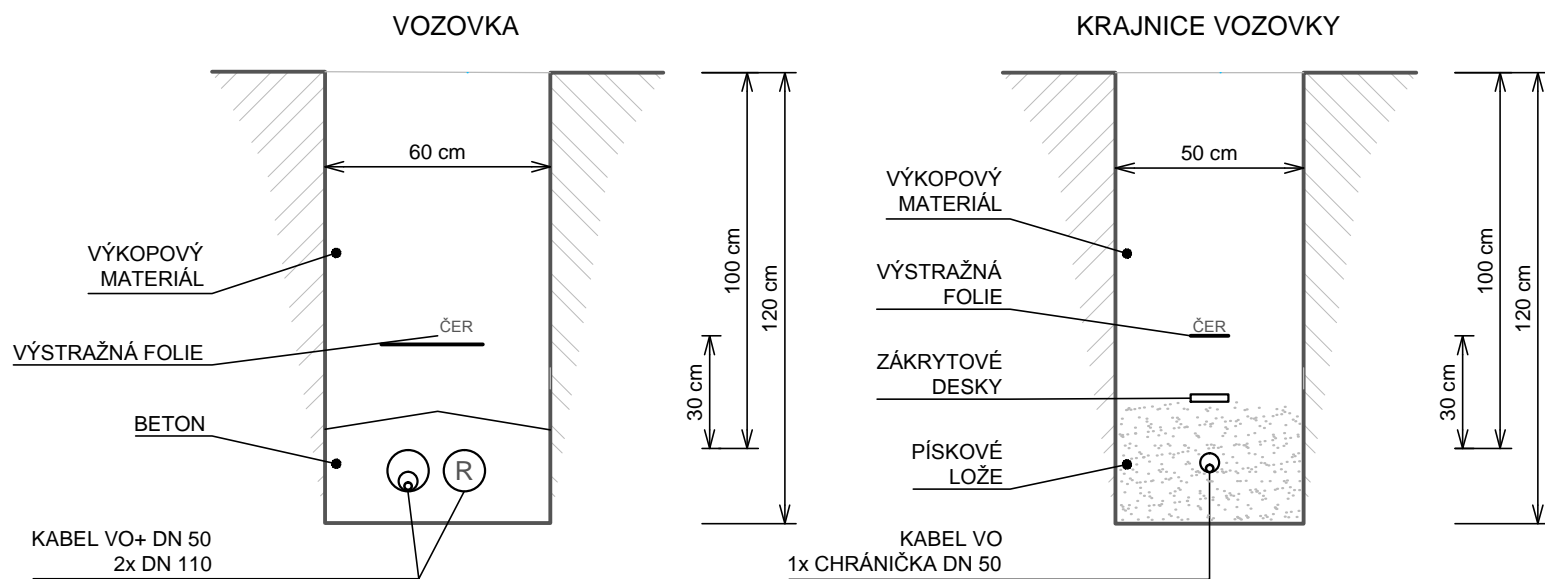 VOZOVKA
60 cm
VÝKOPOVÝ
MATERIÁL
ČER
VÝSTRAŽNÁ FOLIE
BETON
R
KABEL VO+ DN 50
2x DN 110
100 cm
120 cm
30 cm
KRAJNICE VOZOVKY
50 cm
VÝKOPOVÝ
MATERIÁL
VÝSTRAŽNÁ
FOLIE
ČER
ZÁKRYTOVÉ
DESKY
PÍSKOVÉ
LOŽE
KABEL VO
1x CHRÁNIČKA DN 50
100 cm
120 cm
30 cm